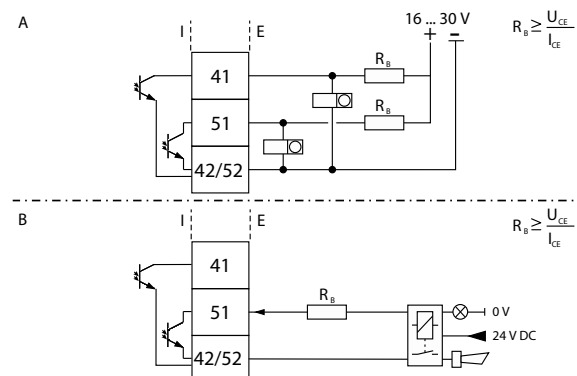 A
I E
16 ... 30 V
+ -
R_B ≥ U_CE / I_CE
41
R_B
51
R_B
42/52
B
I E
R_B ≥ U_CE / I_CE
41
51
R_B
0 V
24 V DC
42/52